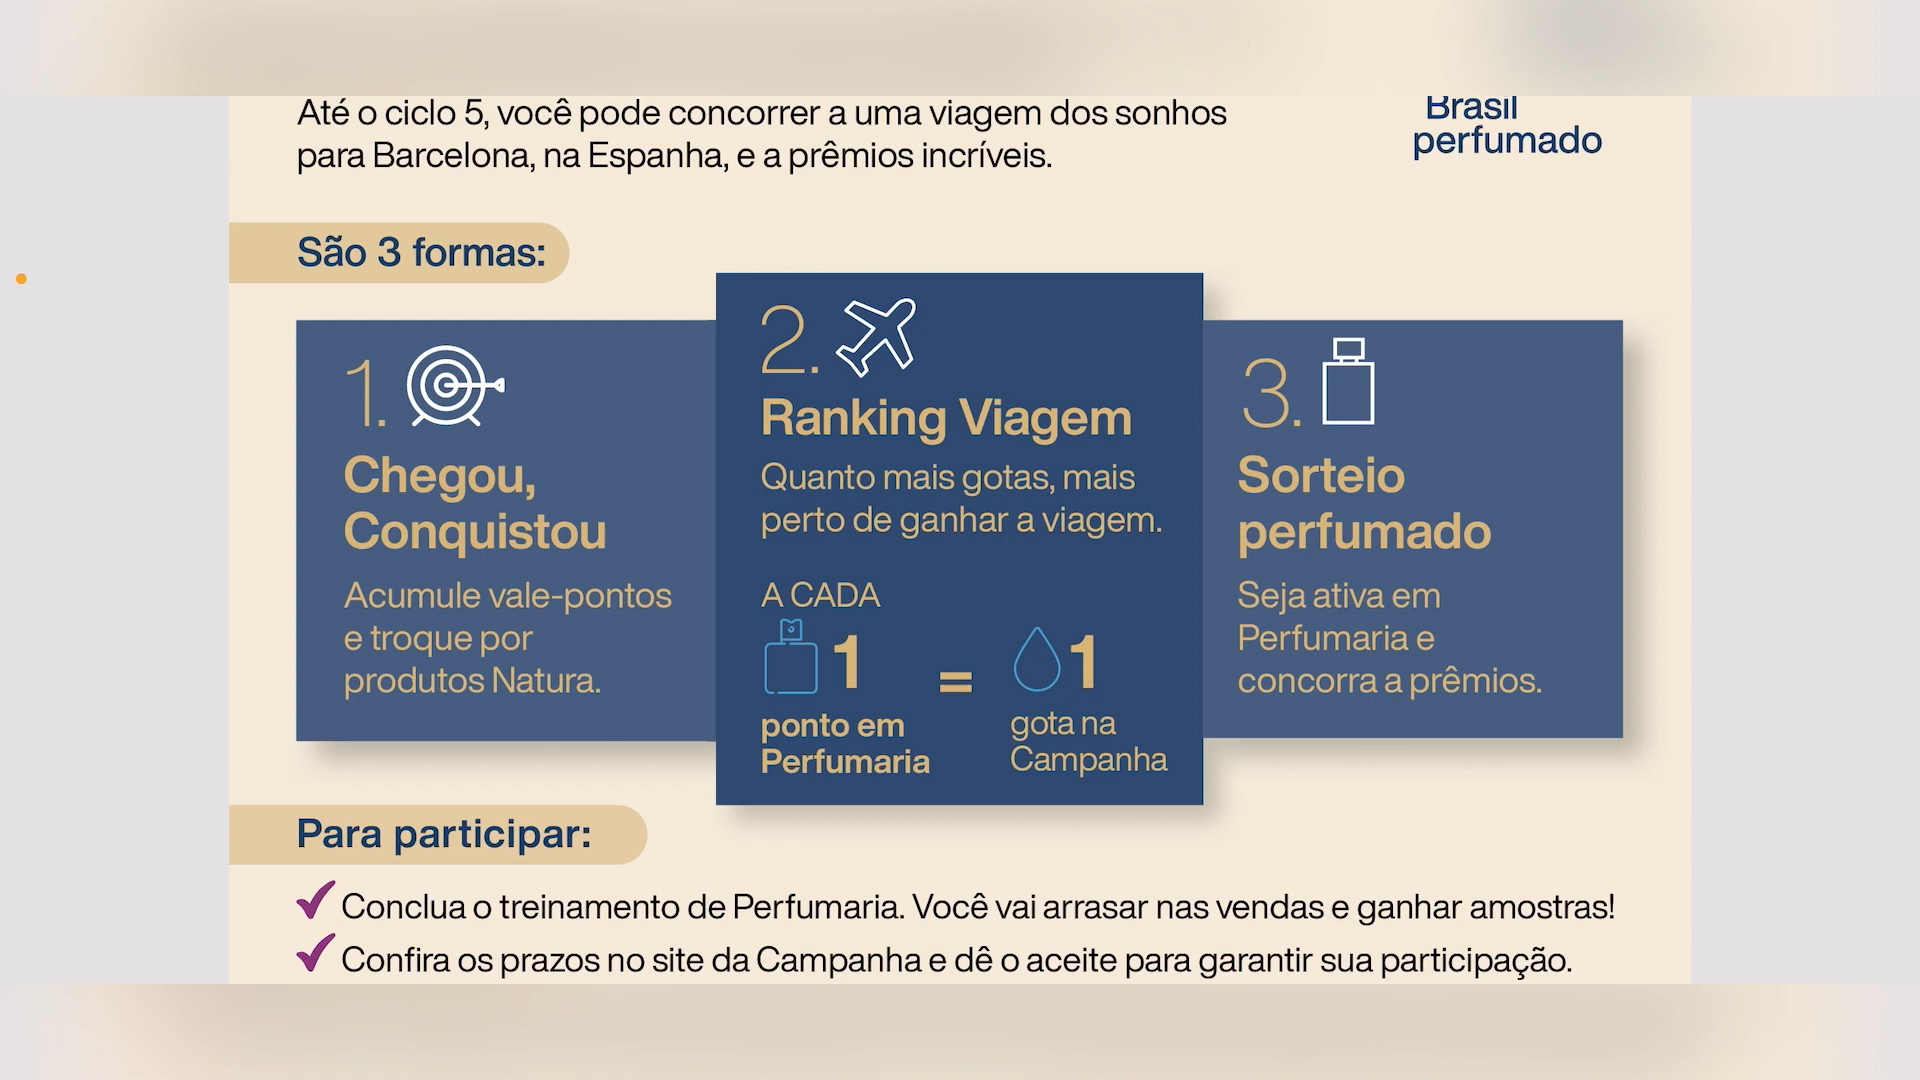 Até o ciclo 5, você pode concorrer a uma viagem dos sonhos
para Barcelona, na Espanha, e a prêmios incríveis.
Brasil
perfumado
São 3 formas:
1.
Chegou,
Conquistou
Acumule vale-pontos
e troque por
produtos Natura.
2.
Ranking Viagem
Quanto mais gotas, mais
perto de ganhar a viagem.
A CADA
1 = 1
ponto em
Perfumaria
gota na
Campanha
3.
Sorteio
perfumado
Seja ativa em
Perfumaria e
concorra a prêmios.
Para participar:
Conclua o treinamento de Perfumaria. Você vai arrasar nas vendas e ganhar amostras!
Confira os prazos no site da Campanha e dê o aceite para garantir sua participação.